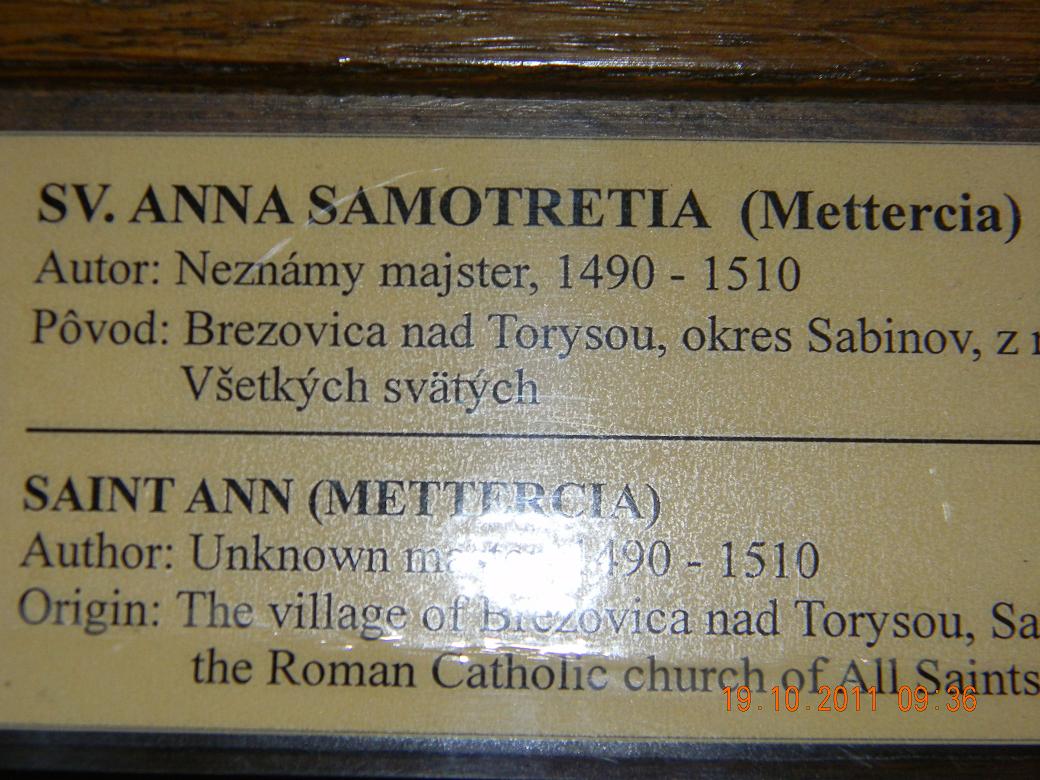 SV. ANNA SAMOTRETIA (Mettercia)
Autor: Neznámy majster, 1490 - 1510
Pôvod: Brezovica nad Torysou, okres Sabinov, z
Všetkých svätých
SAINT ANN (METTERCIA)
Author: Unknown 1490 - 1510
Origin: The village of Brezovica nad Torysou,
the Roman Catholic church of All Saints
19.10.2011 09:36